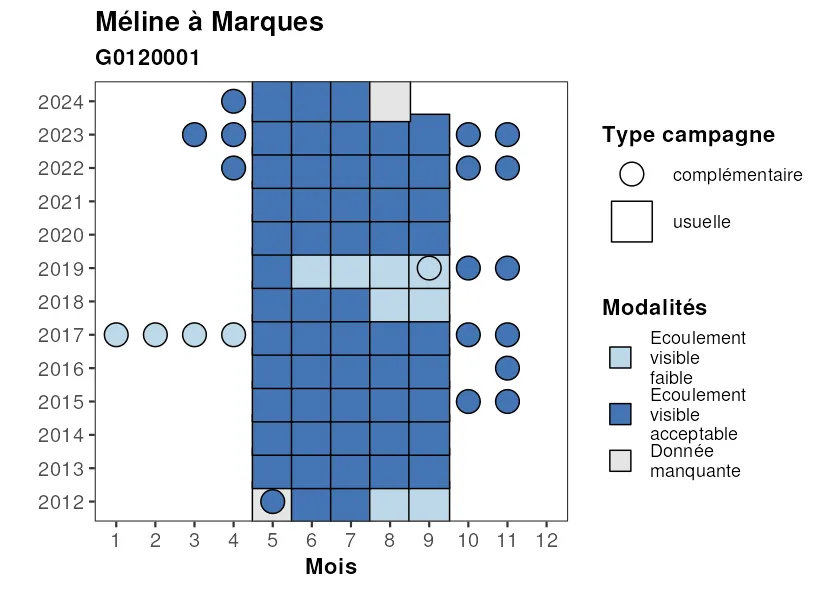 Méline à Marques
G0120001
2024
2023
2022
2021
2020
2019
2018
2017
2016
2015
2014
2013
2012
1 2 3 4 5 6 7 8 9 10 11 12
Mois
Type campagne
complémentaire
usuelle
Modalités
Ecoulement
visible
faible
Ecoulement
visible
acceptable
Donnée
manquante